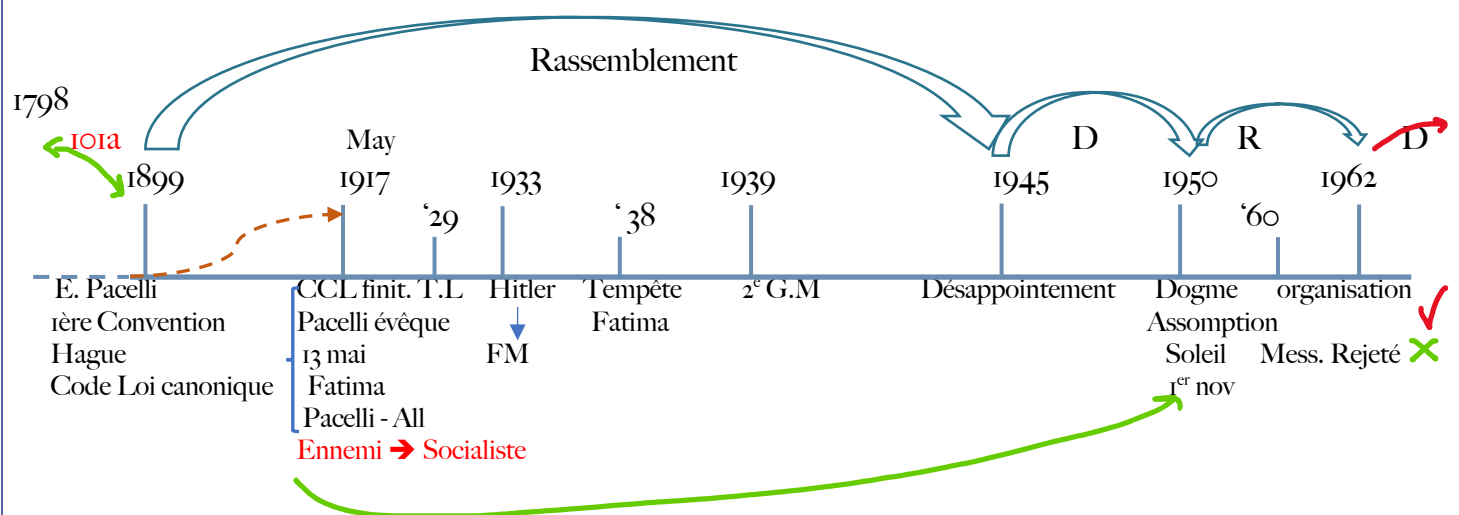 Rassemblement
1798
101a
May
D
R
D
1899
1917
1933
1939
1945
1950
1962
‘29
‘38
‘60
E. Pacelli
1ère Convention
Hague
Code Loi canonique
CCL finit. T.L
Pacelli évêque
13 mai
Fatima
Pacelli - All
Ennemi ➔ Socialiste
Hitler
FM
Tempête
Fatima
2e G.M
Désappointement
Dogme
Assomption
Soleil
1er nov
organisation
Mess. Rejeté